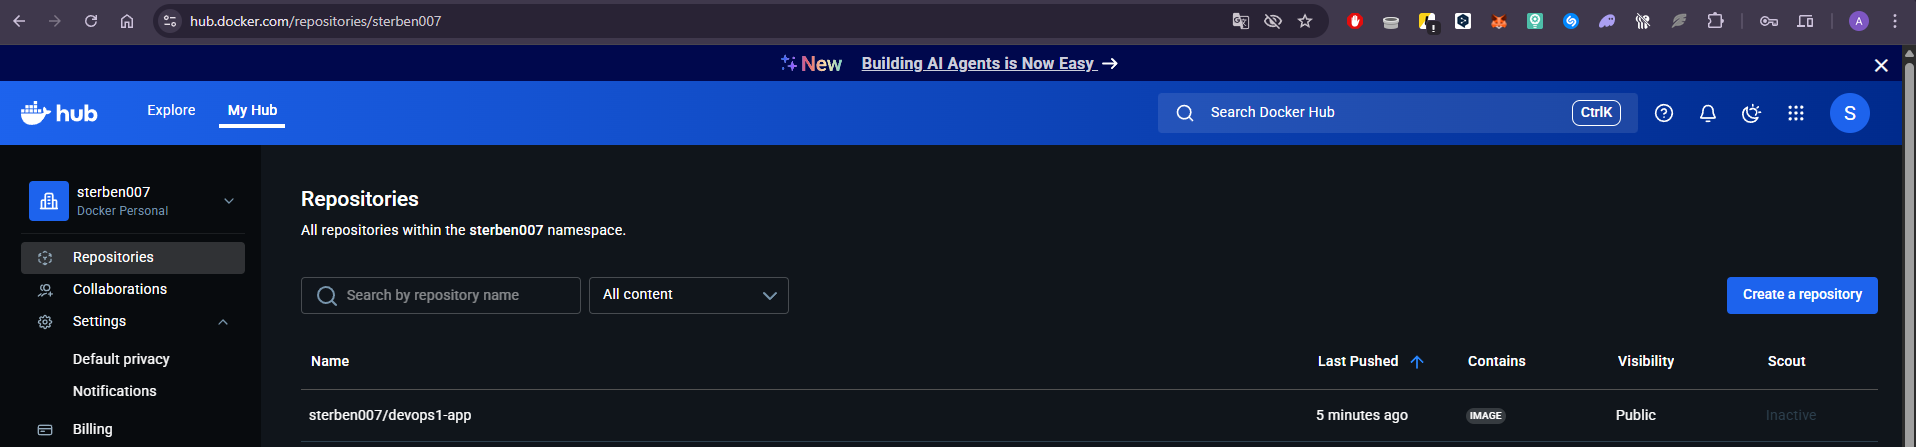 hub.docker.com/repositories/sterben007
A
New Building AI Agents is Now Easy →
hub
Explore
My Hub
Search Docker Hub
CtrlK
S
sterben007
Docker Personal
Repositories
Collaborations
Settings
Default privacy
Notifications
Billing
Repositories
All repositories within the sterben007 namespace.
Search by repository name
All content
Create a repository
Name Last Pushed Contains Visibility Scout
sterben007/devops1-app 5 minutes ago IMAGE Public Inactive